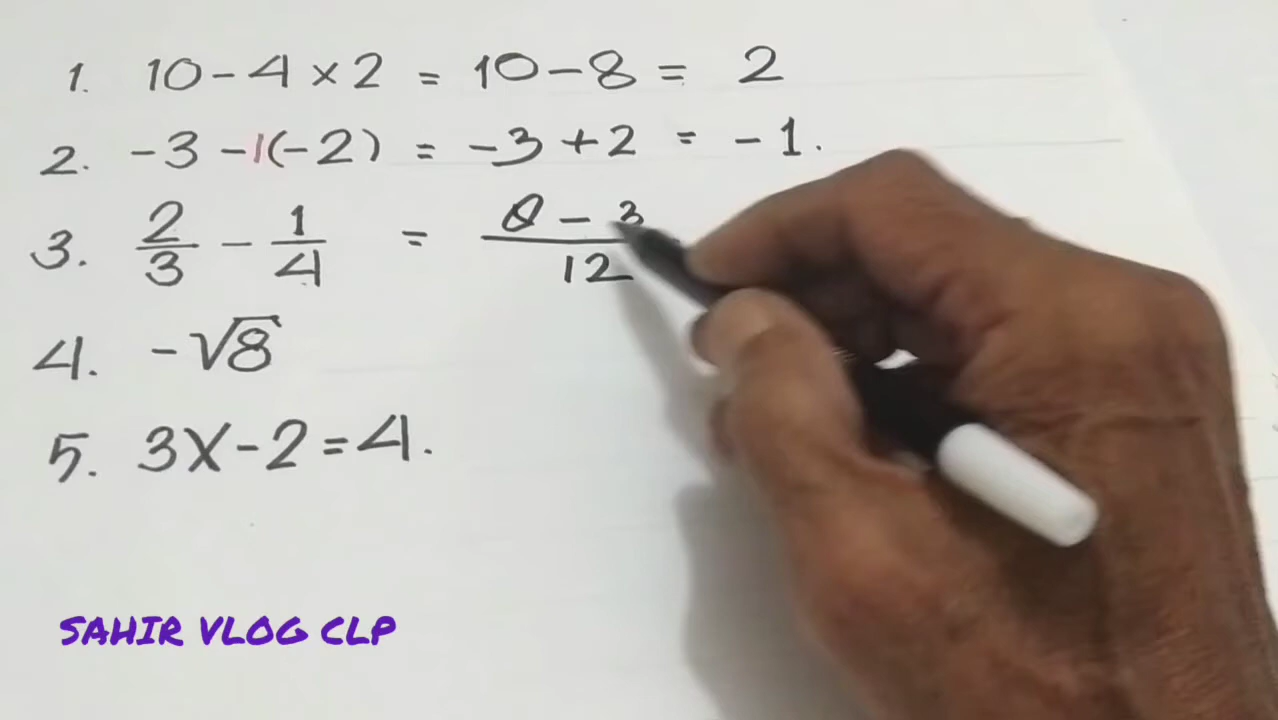 1. 10 - 4 × 2 = 10 - 8 = 2
2. -3 -1(-2) = -3 + 2 = -1.
3. 2/3 - 1/4 = 8 - 3/12
4. -√8
5. 3X - 2 = 4.
SAHIR VLOG CLP